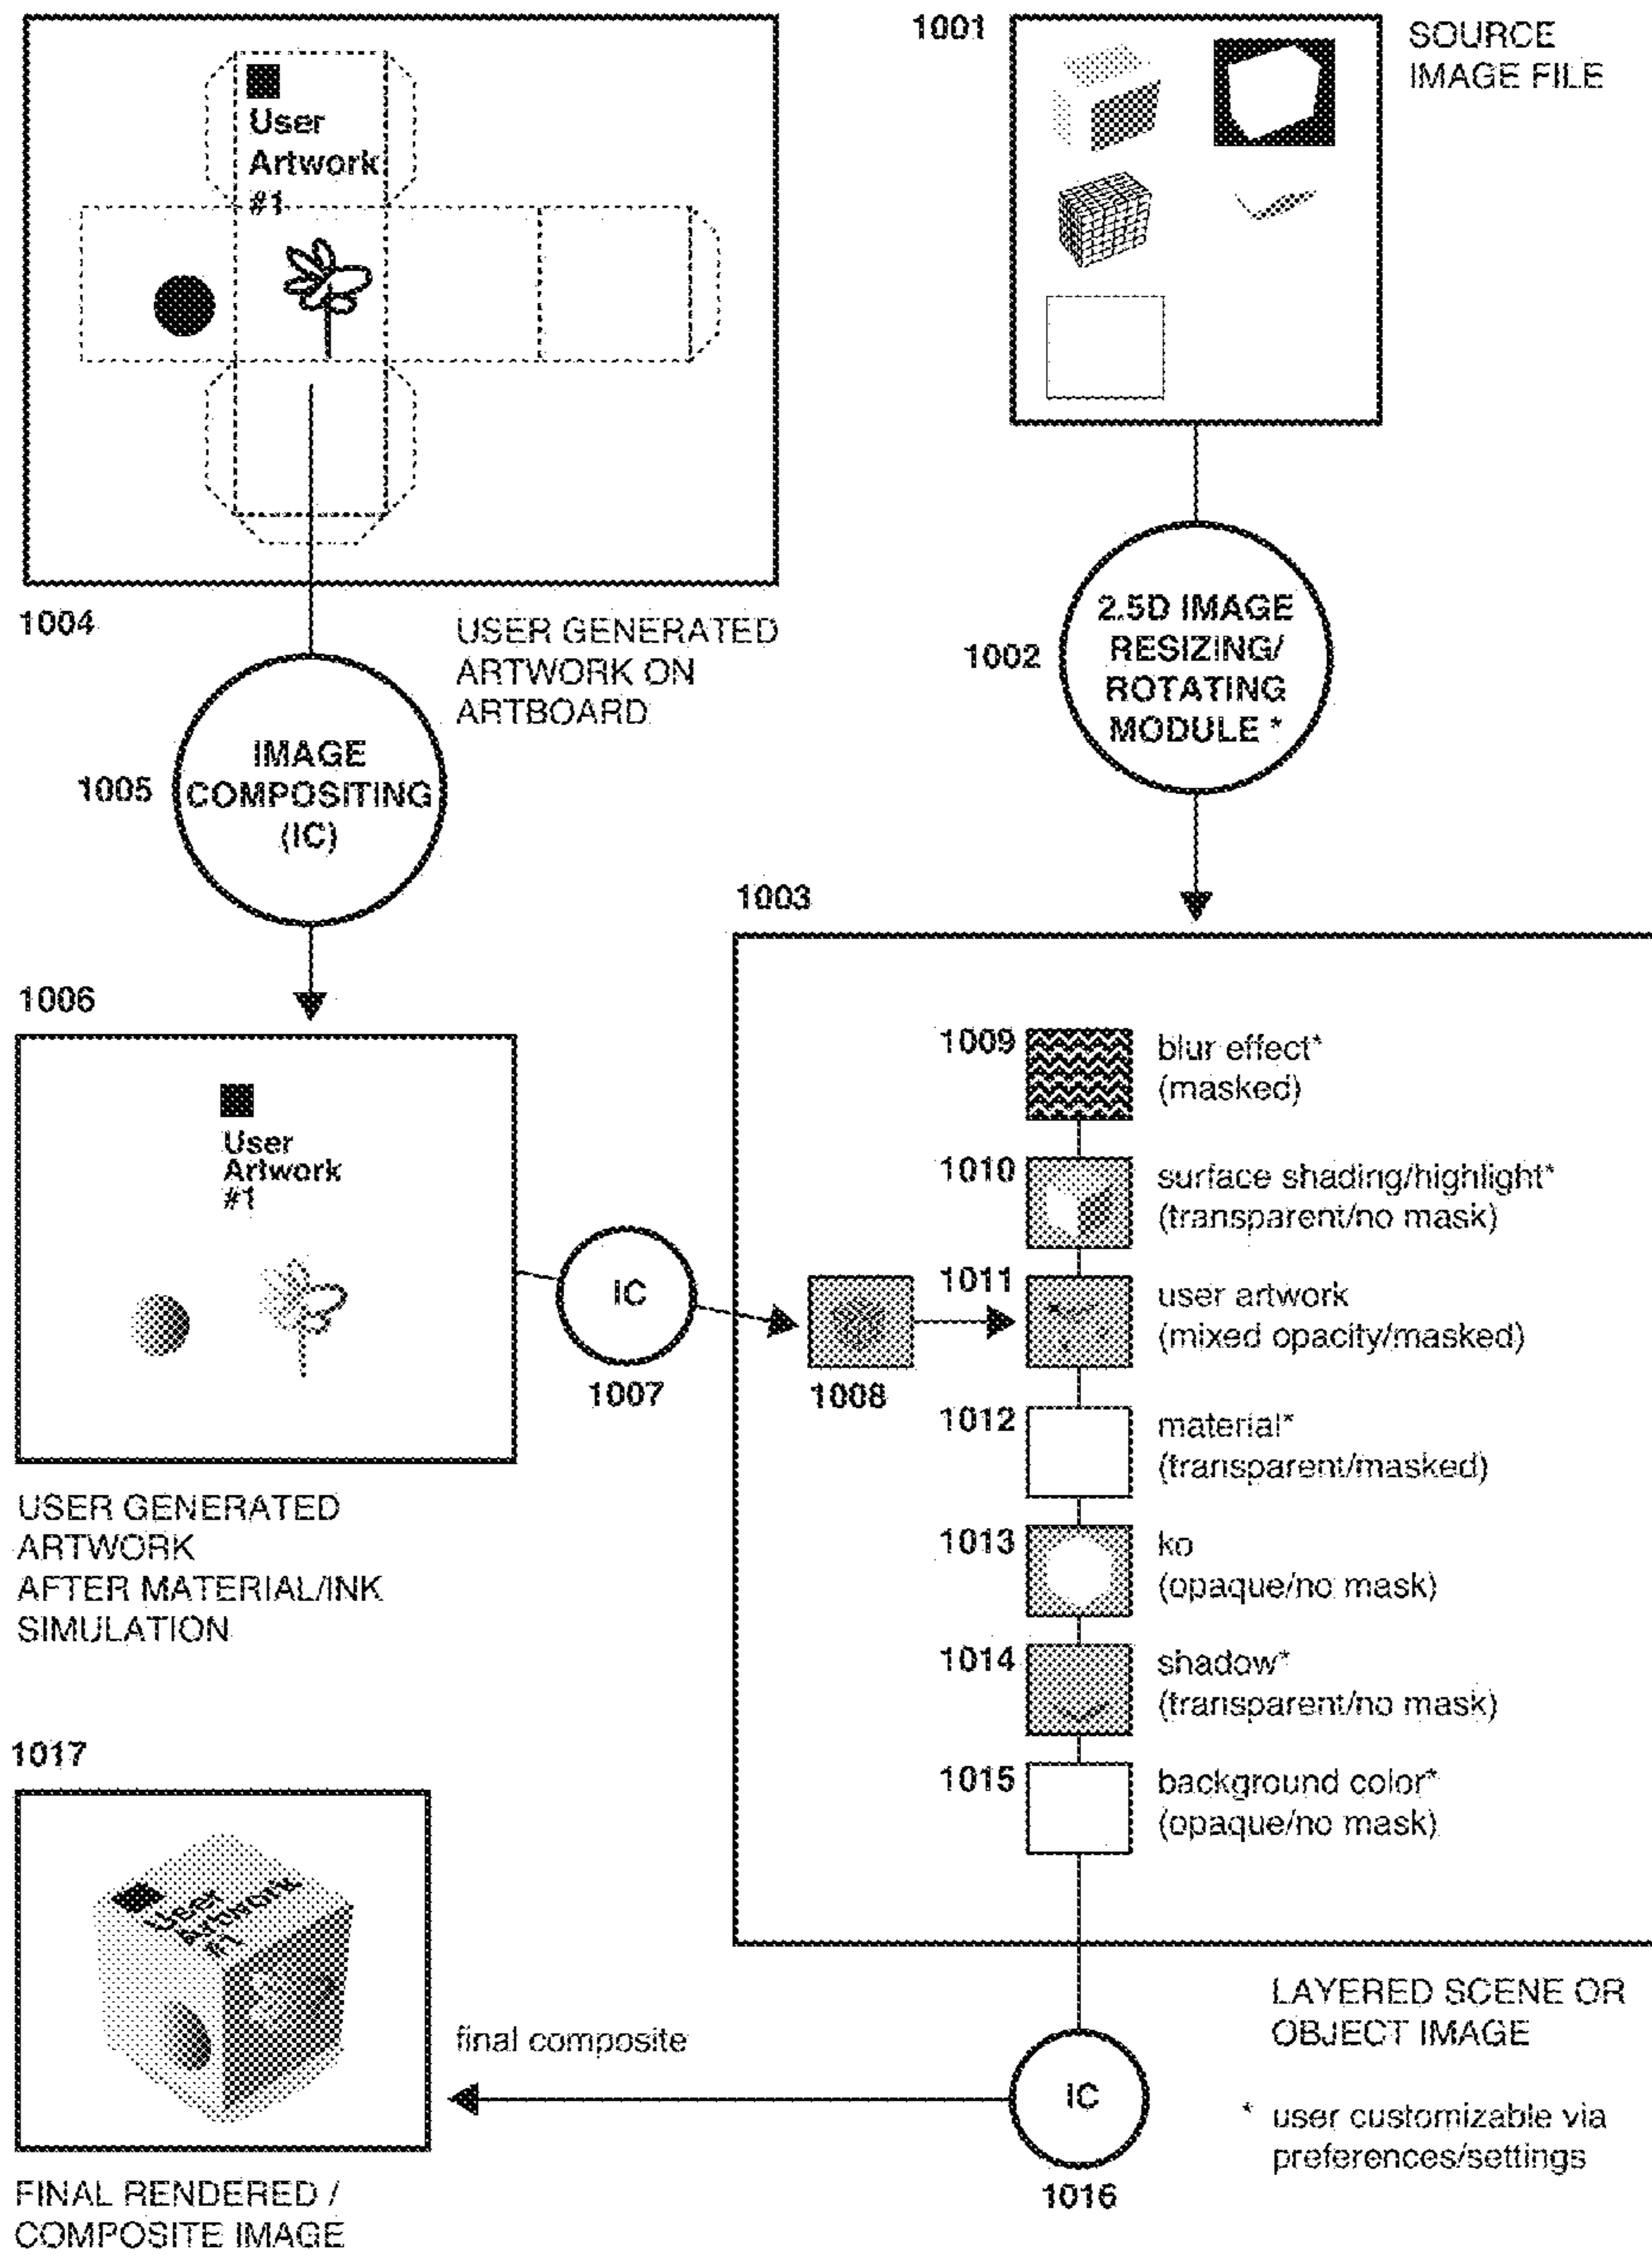 User
Artwork
#1
1004
USER GENERATED
ARTWORK ON
ARTBOARD
1001
SOURCE
IMAGE FILE
1002
2.5D IMAGE
RESIZING/
ROTATING
MODULE *
1005
IMAGE
COMPOSITING
(IC)
1006
User
Artwork
#1
USER GENERATED
ARTWORK
AFTER MATERIAL/INK
SIMULATION
IC
1007
1003
1008
1009
blur effect*
(masked)
1010
surface shading/highlight*
(transparent/no mask)
1011
user artwork
(mixed opacity/masked)
1012
material*
(transparent/masked)
1013
ko
(opaque/no mask)
1014
shadow*
(transparent/no mask)
1015
background color*
(opaque/no mask)
LAYERED SCENE OR
OBJECT IMAGE
* user customizable via
preferences/settings
IC
1016
final composite
1017
FINAL RENDERED /
COMPOSITE IMAGE